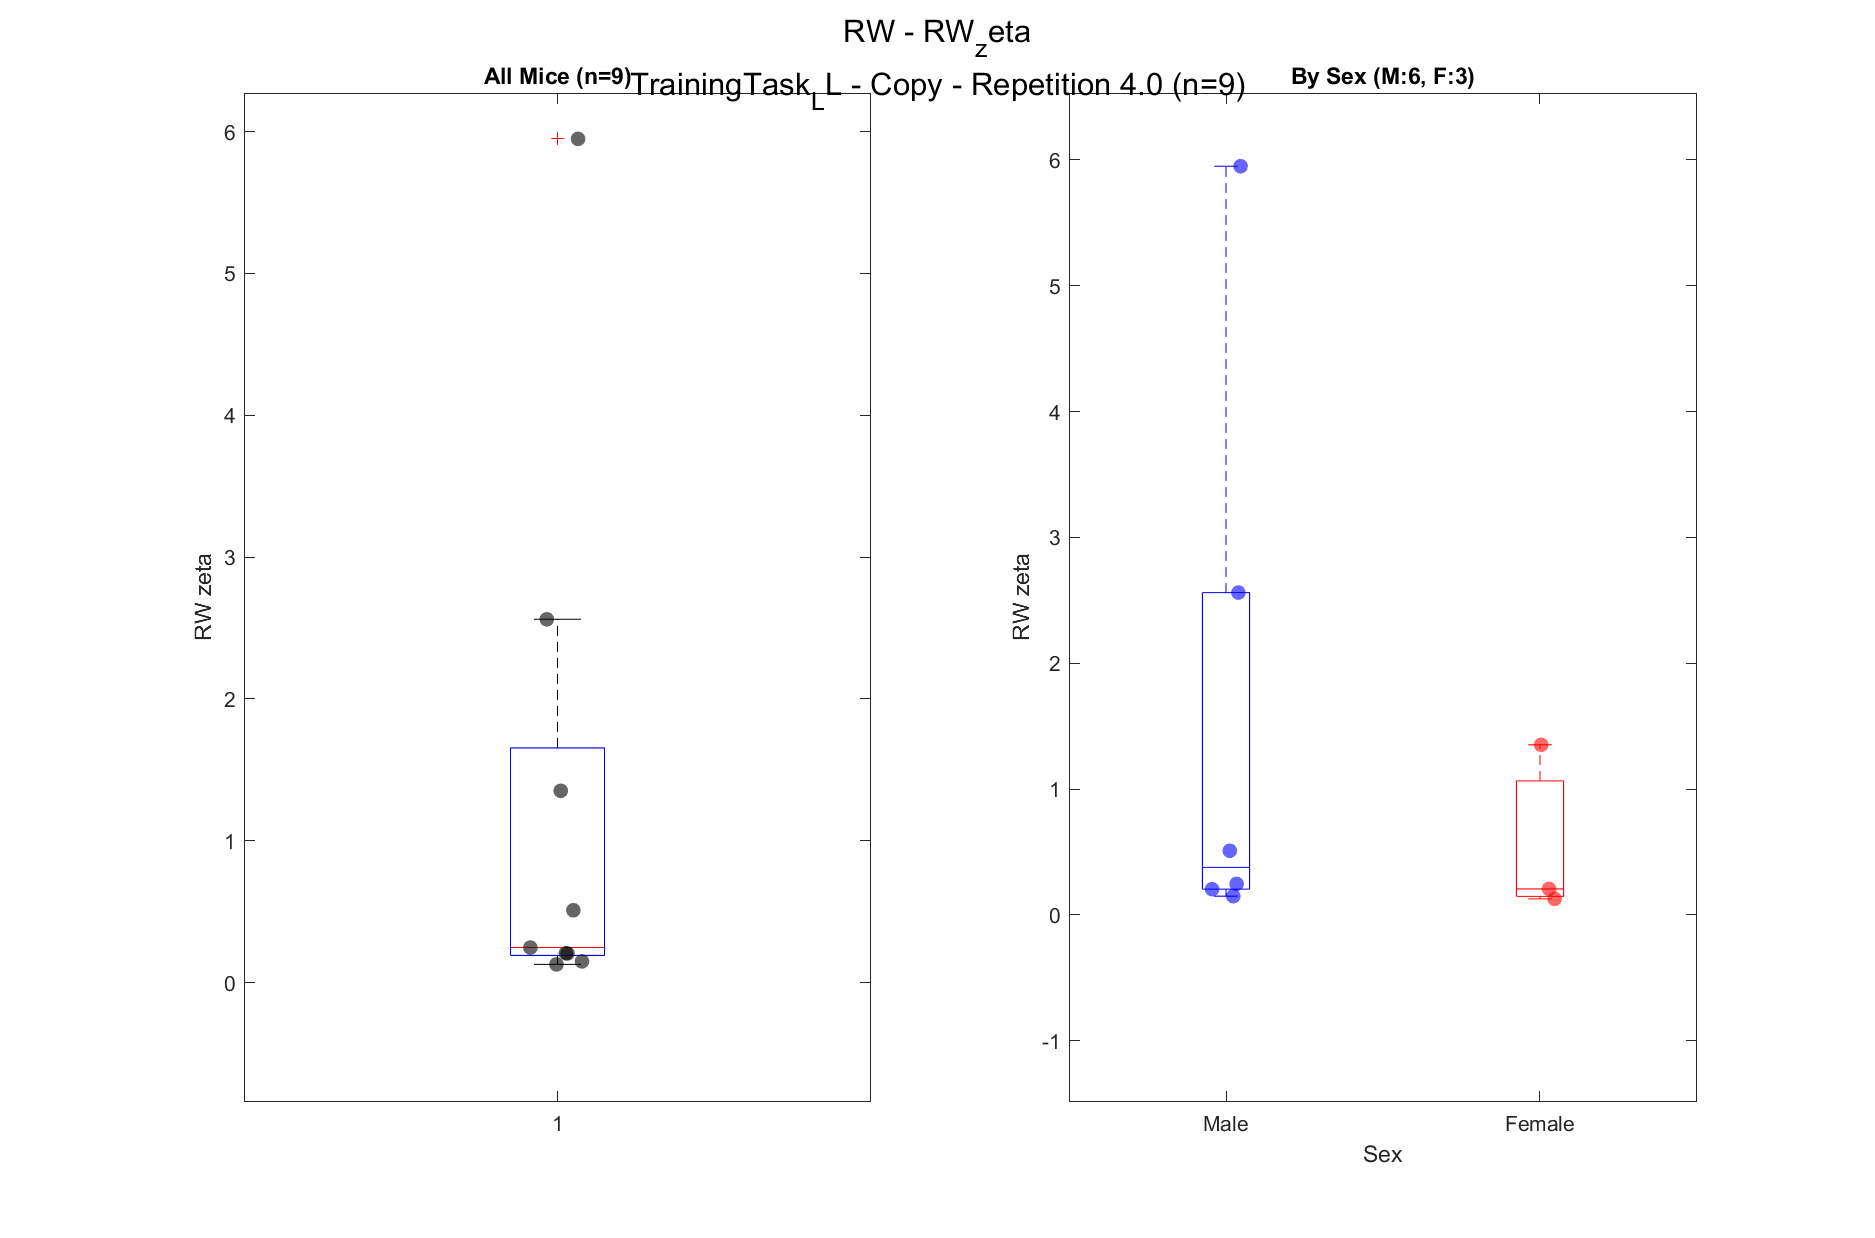 RW - RW_zeta
TrainingTask_LL - Copy - Repetition 4.0 (n=9)
All Mice (n=9)
RW zeta
6
5
4
3
2
1
0
1
By Sex (M:6, F:3)
RW zeta
6
5
4
3
2
1
0
-1
Male Female
Sex